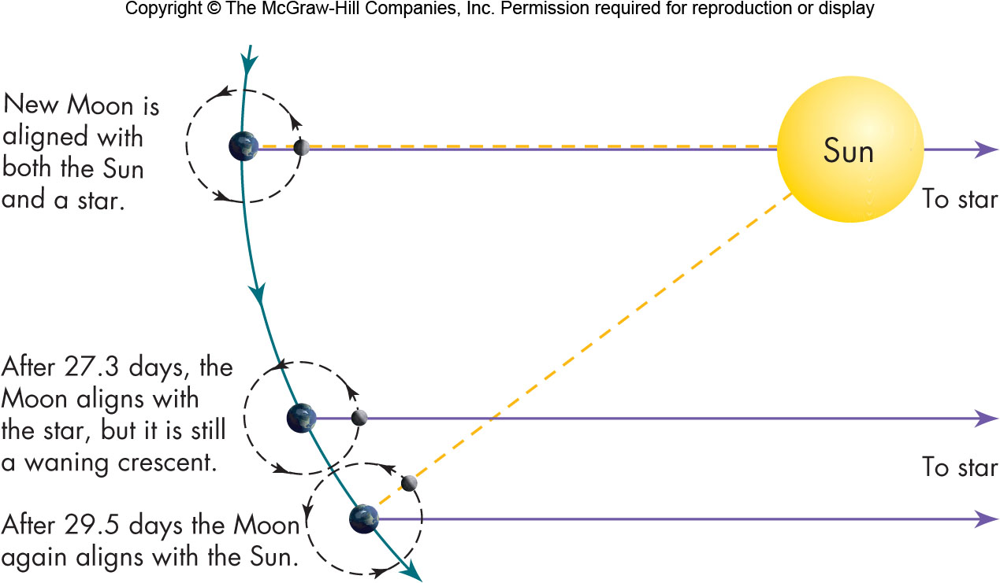 Copyright © The McGraw-Hill Companies, Inc. Permission required for reproduction or display
New Moon is
aligned with
both the Sun
and a star.
Sun
To star
After 27.3 days, the
Moon aligns with
the star, but it is still
a waning crescent.
To star
After 29.5 days the Moon
again aligns with the Sun.